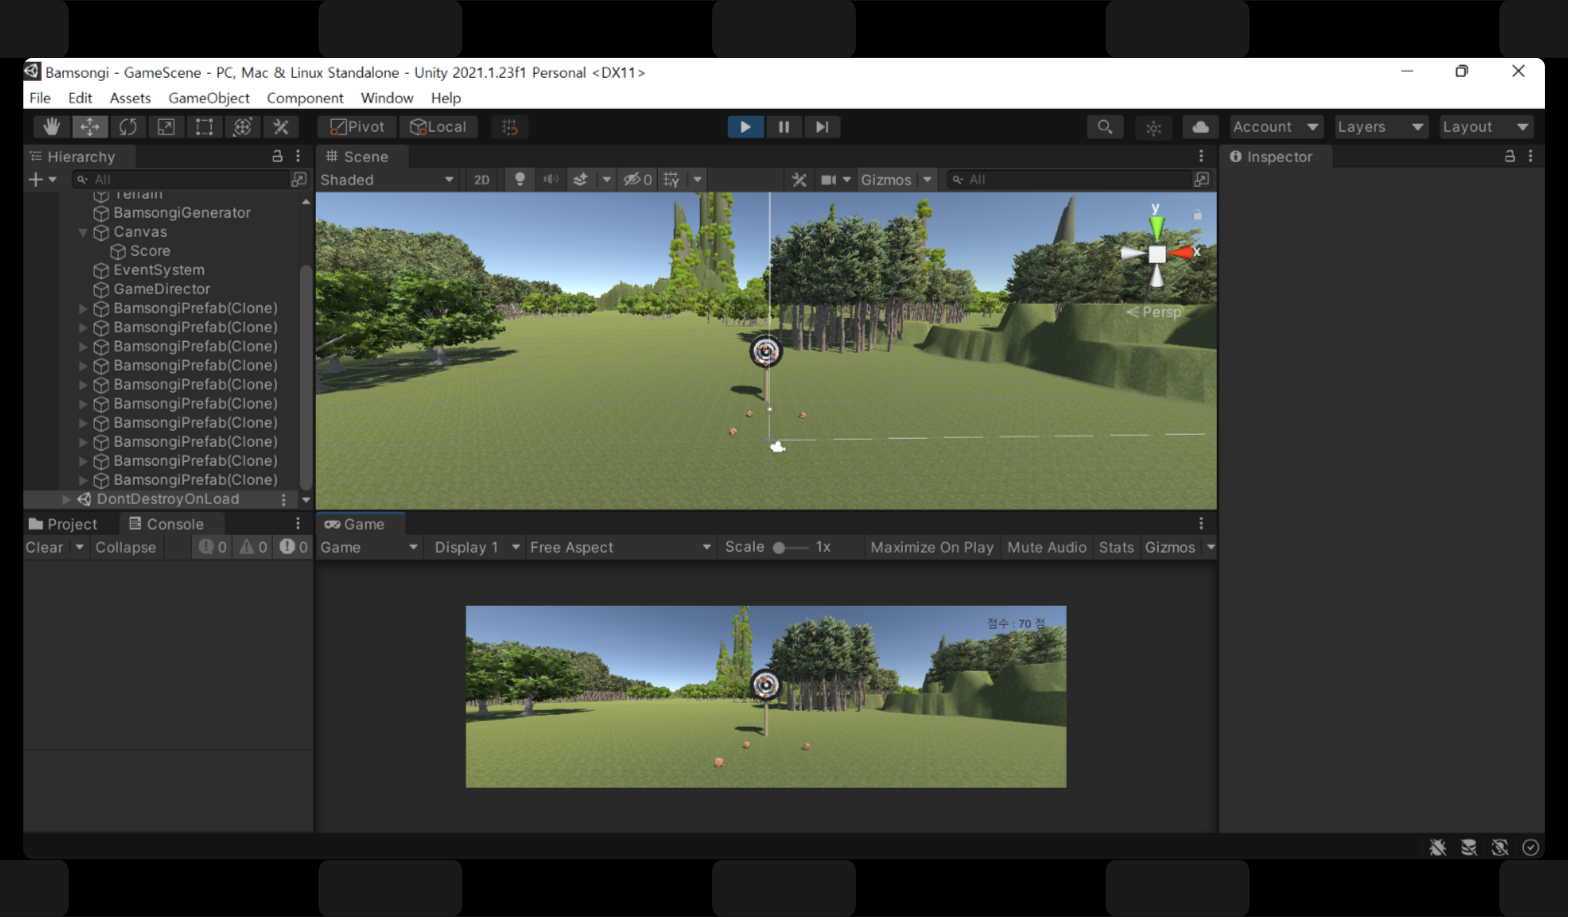 Bamsongi - GameScene - PC, Mac & Linux Standalone - Unity 2021.1.23f1 Personal <DX11>
File Edit Assets GameObject Component Window Help
Pivot Local Account Layers Layout
Hierarchy
All
Terrain
BamsongiGenerator
Canvas
Score
EventSystem
GameDirector
BamsongiPrefab(Clone)
BamsongiPrefab(Clone)
BamsongiPrefab(Clone)
BamsongiPrefab(Clone)
BamsongiPrefab(Clone)
BamsongiPrefab(Clone)
BamsongiPrefab(Clone)
BamsongiPrefab(Clone)
BamsongiPrefab(Clone)
BamsongiPrefab(Clone)
DontDestroyOnLoad
Scene
Shaded 2D 0 Gizmos All
y
x
Persp
Inspector
Project Console
Clear Collapse 0 0 0
Game
Game Display 1 Free Aspect Scale 1x Maximize On Play Mute Audio Stats Gizmos
점수 : 70 점